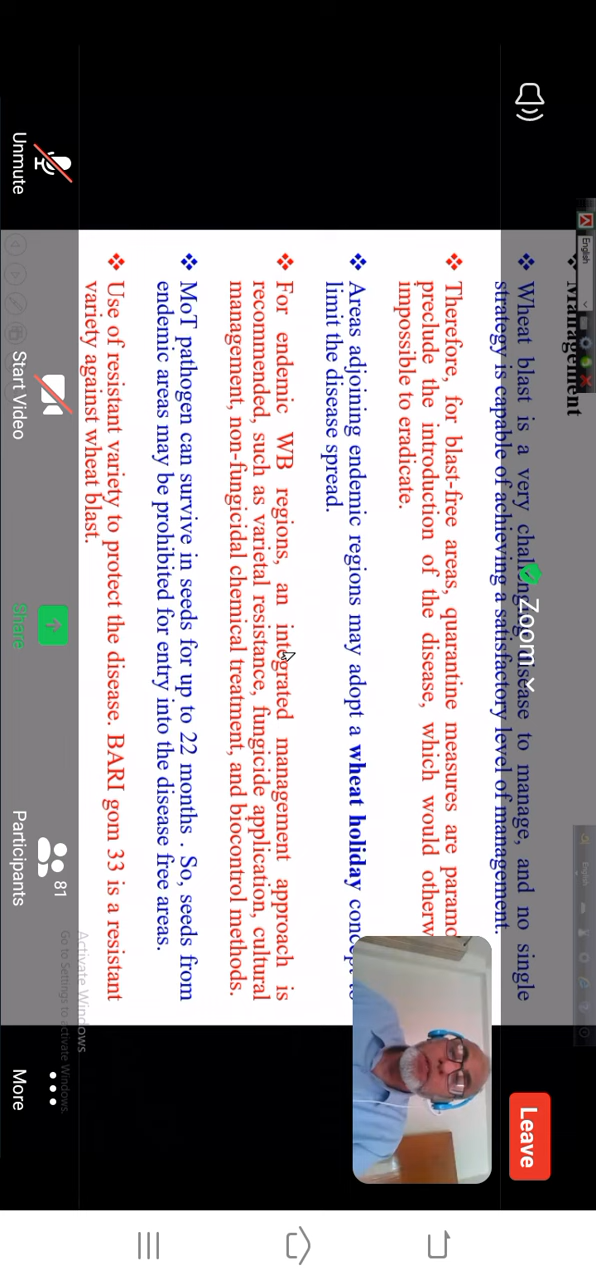 Zoom
Leave
English
Management
❖ Wheat blast is a very challenging disease to manage, and no single
strategy is capable of achieving a satisfactory level of management.
❖ Therefore, for blast-free areas, quarantine measures are
preclude the introduction of the disease, which would
impossible to eradicate.
❖ Areas adjoining endemic regions may adopt a wheat holiday
limit the disease spread.
❖ For endemic WB regions, an integrated management approach is
recommended, such as varietal resistance, fungicide application, cultural
management, non-fungicidal chemical treatment, and biocontrol methods.
❖ MoT pathogen can survive in seeds for up to 22 months . So, seeds from
endemic areas may be prohibited for entry into the disease free areas.
❖ Use of resistant variety to protect the disease. BARI gom 33 is a resistant
variety against wheat blast.
Activate Windows
Go to Settings to activate Windows.
81
Unmute
Start Video
Share
Participants
More